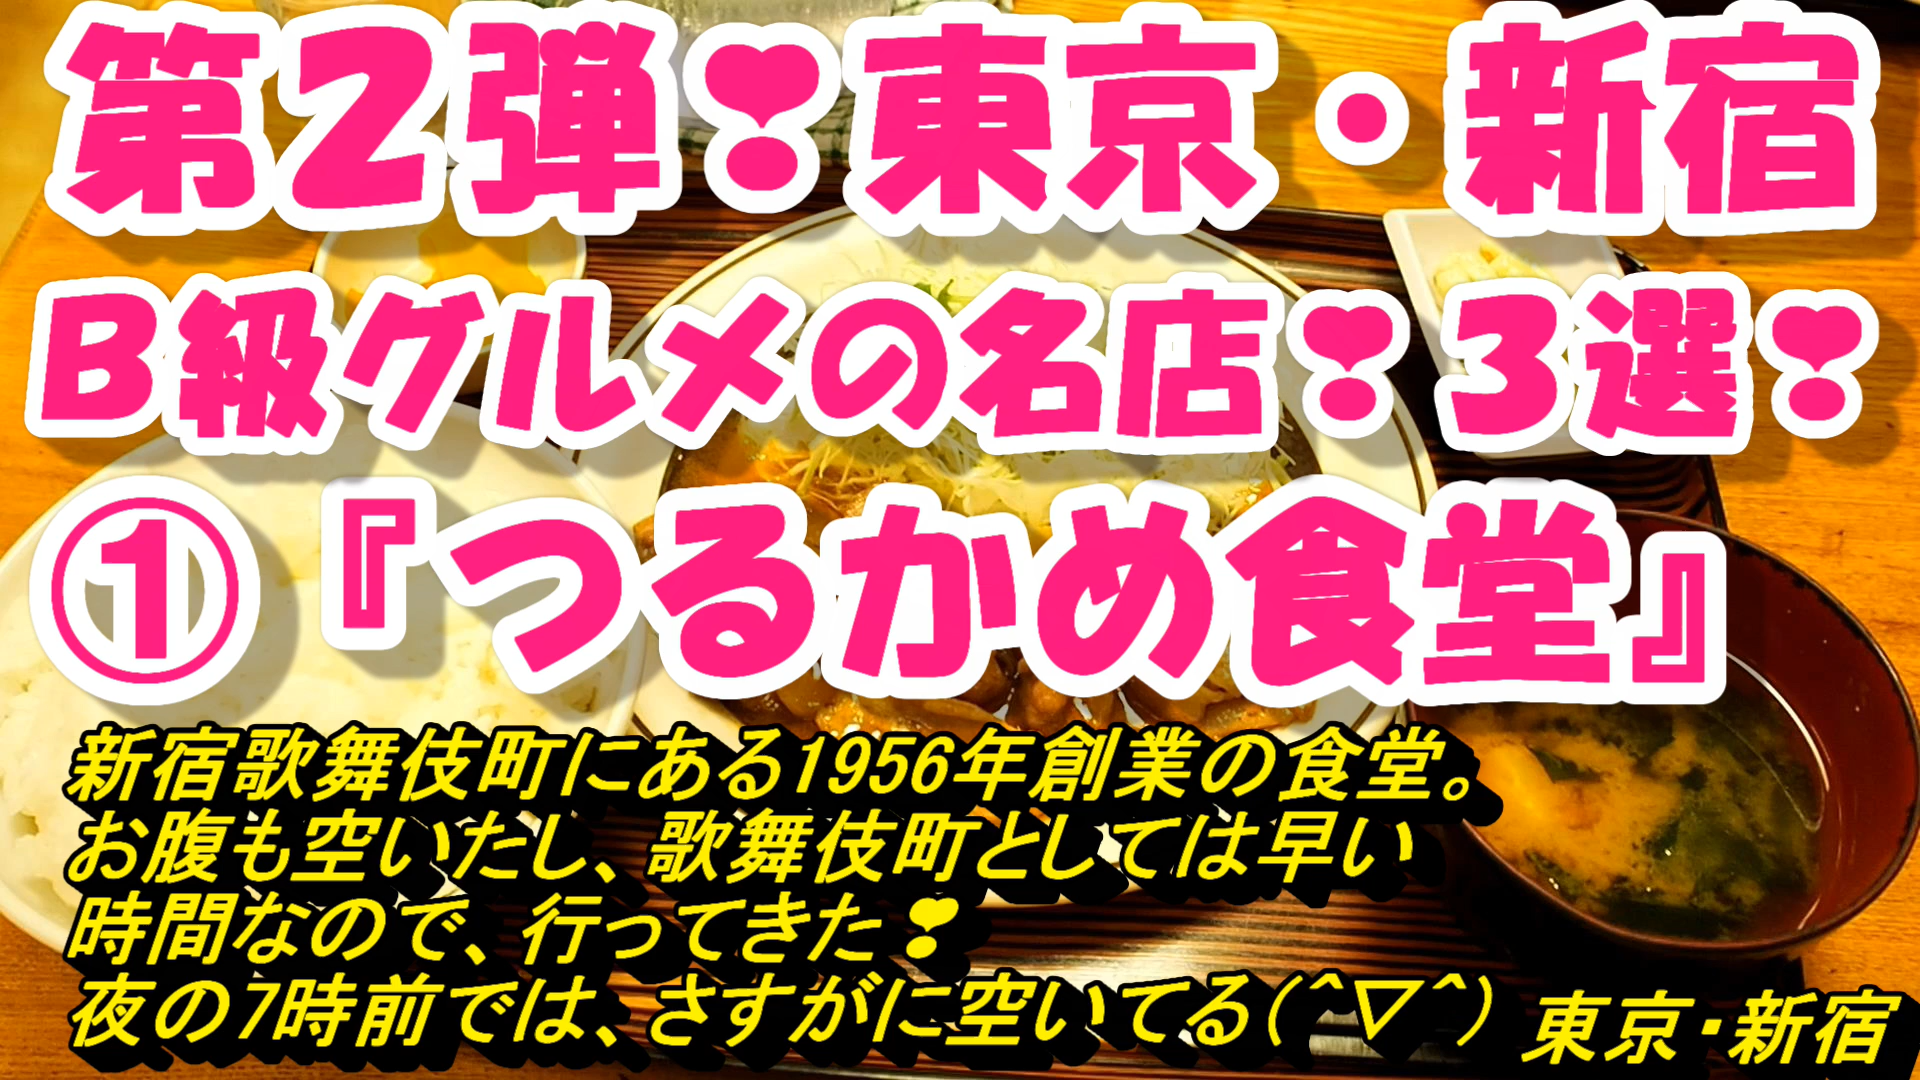 第2弾❣東京・新宿
B級グルメの名店❣3選❣
①『つるかめ食堂』
新宿歌舞伎町にある1956年創業の食堂。
お腹も空いたし、歌舞伎町としては早い
時間なので、行ってきた❣
夜の7時前では、さすがに空いてる(^▽^)
東京・新宿